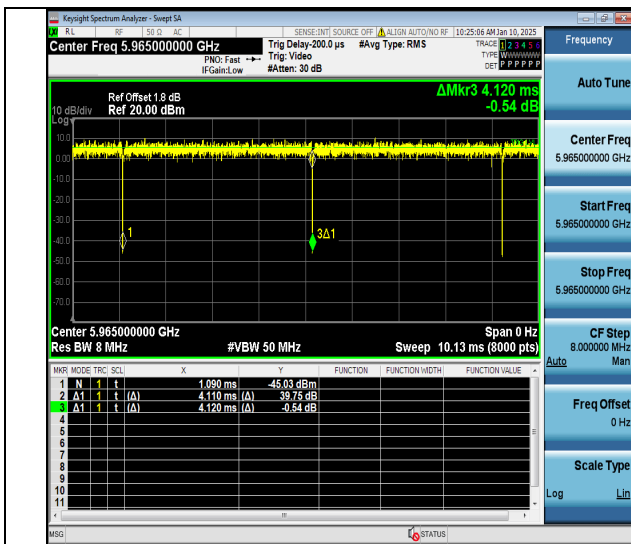 Keysight Spectrum Analyzer - Swept SA
RL RF 50 Ω AC SENSE:INT SOURCE OFF ALIGN AUTO/NO RF 10:25:06 AM Jan 10, 2025
Center Freq 5.965000000 GHz
PNO: Fast
IFGain:Low
Trig Delay-200.0 µs
Trig: Video
#Atten: 30 dB
#Avg Type: RMS
TRACE 1 2 3 4 5 6
TYPE WWWWWW
DET P P P P P P
ΔMkr3 4.120 ms
-0.54 dB
Ref Offset 1.8 dB
Ref 20.00 dBm
10 dB/div
Log
10.0
0.00
-10.0
-20.0
-30.0
-40.0
-50.0
-60.0
-70.0
1
3Δ1
Center 5.965000000 GHz
Span 0 Hz
Res BW 8 MHz
#VBW 50 MHz
Sweep 10.13 ms (8000 pts)
MKR MODE TRC SCL X Y FUNCTION FUNCTION WIDTH FUNCTION VALUE
1 N 1 t 1.090 ms -45.03 dBm
2 Δ1 1 t (Δ) 4.110 ms (Δ) 39.75 dB
3 Δ1 1 t (Δ) 4.120 ms (Δ) -0.54 dB
4
5
6
7
8
9
10
11
MSG
STATUS
Frequency
Auto Tune
Center Freq
5.965000000 GHz
Start Freq
5.965000000 GHz
Stop Freq
5.965000000 GHz
CF Step
8.000000 MHz
Auto Man
Freq Offset
0 Hz
Scale Type
Log Lin